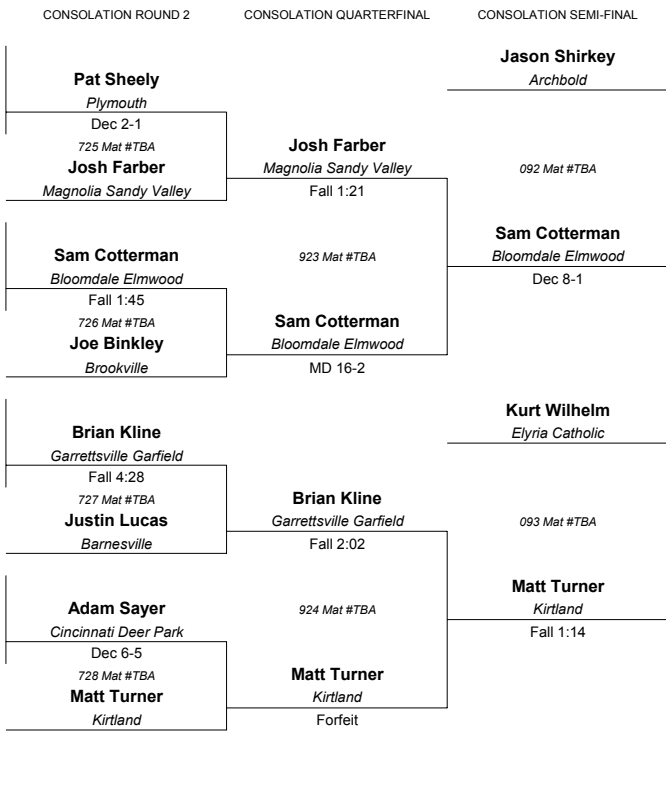 CONSOLATION ROUND 2
CONSOLATION QUARTERFINAL
CONSOLATION SEMI-FINAL
Pat Sheely
Plymouth
Dec 2-1
725 Mat #TBA
Josh Farber
Magnolia Sandy Valley
Sam Cotterman
Bloomdale Elmwood
Fall 1:45
726 Mat #TBA
Joe Binkley
Brookville
Brian Kline
Garrettsville Garfield
Fall 4:28
727 Mat #TBA
Justin Lucas
Barnesville
Adam Sayer
Cincinnati Deer Park
Dec 6-5
728 Mat #TBA
Matt Turner
Kirtland
Josh Farber
Magnolia Sandy Valley
Fall 1:21
923 Mat #TBA
Sam Cotterman
Bloomdale Elmwood
MD 16-2
Brian Kline
Garrettsville Garfield
Fall 2:02
924 Mat #TBA
Matt Turner
Kirtland
Forfeit
Jason Shirkey
Archbold
092 Mat #TBA
Sam Cotterman
Bloomdale Elmwood
Dec 8-1
Kurt Wilhelm
Elyria Catholic
093 Mat #TBA
Matt Turner
Kirtland
Fall 1:14